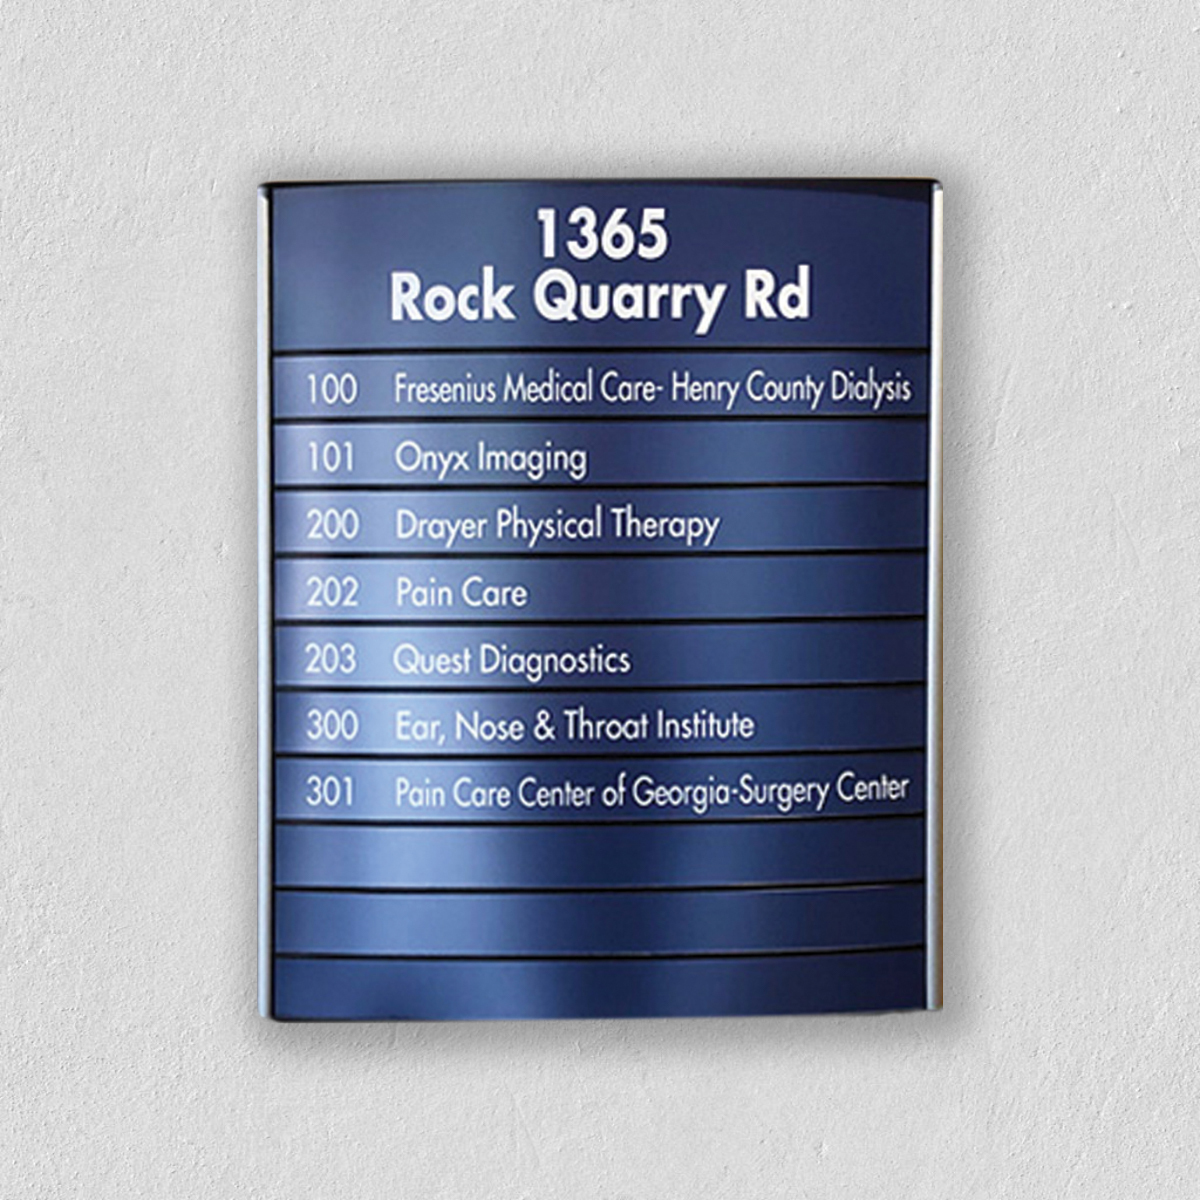 1365
Rock Quarry Rd
100 Fresenius Medical Care- Henry County Dialysis
101 Onyx Imaging
200 Drayer Physical Therapy
202 Pain Care
203 Quest Diagnostics
300 Ear, Nose & Throat Institute
301 Pain Care Center of Georgia-Surgery Center